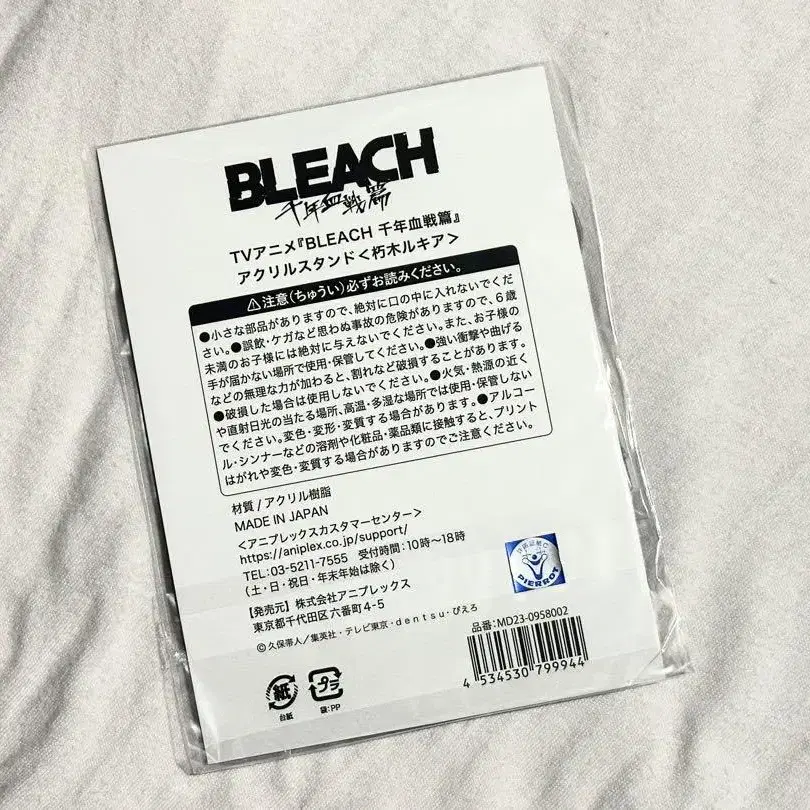 BLEACH
千年血戦篇
TVアニメ『BLEACH 千年血戦篇』
アクリルスタンド<朽木ルキア>
⚠注意(ちゅうい)必ずお読みください。
●小さな部品がありますので、絶対に口の中に入れないでくだ
さい。●誤飲・ケガなど思わぬ事故の危険がありますので、6歳
未満のお子様には絶対に与えないでください。また、お子様の
手が届かない場所で使用・保管してください。●強い衝撃や曲げる
などの無理な力が加わると、割れなど破損することがあります。
●破損した場合は使用しないでください。●火気・熱源の近く
や直射日光の当たる場所、高温・多湿な場所では使用・保管しない
でください。変色・変形・変質する場合があります。●アルコー
ル・シンナーなどの溶剤や化粧品・薬品類に接触すると、プリント
はがれや変色・変質する場合がありますのでご注意ください。
材質/アクリル樹脂
MADE IN JAPAN
<アニプレックスカスタマーセンター>
https://aniplex.co.jp/support/
TEL:03-5211-7555 受付時間:10時~18時
(土・日・祝日・年末年始は除く)
【発売元】株式会社アニプレックス
東京都千代田区六番町4-5
©久保帯人/集英社・テレビ東京・dentsu・ぴえろ
PIERROT
品番:MD23-0958002
4 534530 799944
紙
台紙
プラ
袋:PP